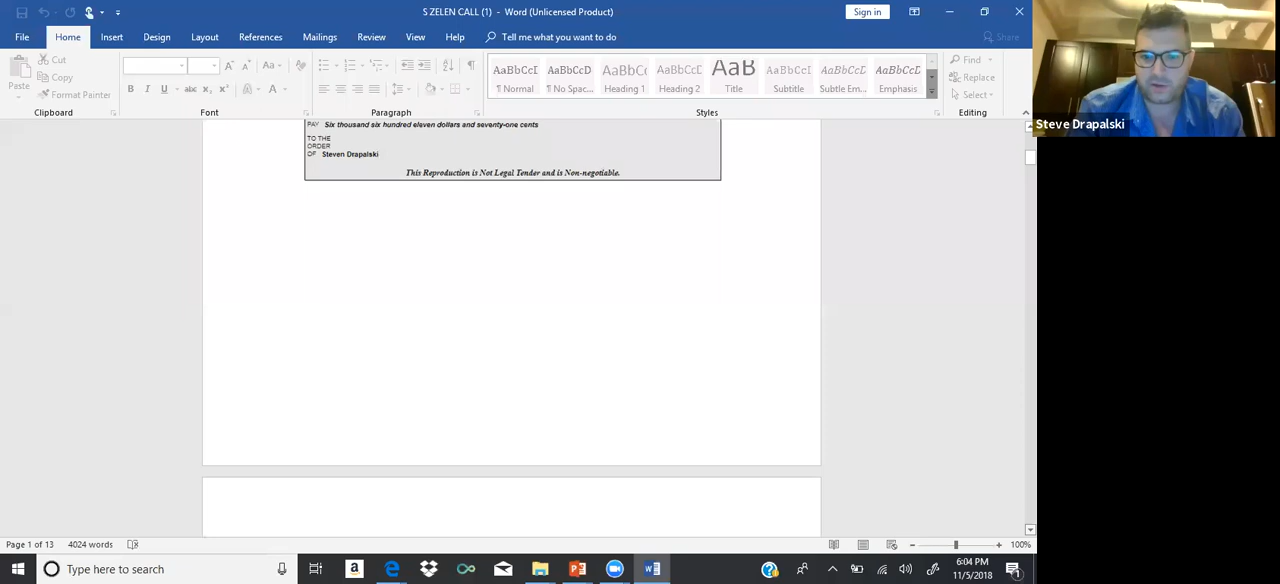 S ZELEN CALL (1) - Word (Unlicensed Product)
Sign in
File Home Insert Design Layout References Mailings Review View Help Tell me what you want to do Share
Paste
Cut
Copy
Format Painter
Clipboard
Font
Paragraph
AaBbCcD
¶ Normal
AaBbCcD
¶ No Spac...
AaBbC(
Heading 1
AaBbCcD
Heading 2
AaB
Title
AaBbCcD
Subtitle
AaBbCcD
Subtle Em...
AaBbCcD
Emphasis
Styles
Find
Replace
Select
Editing
Steve Drapalski
PAY Six thousand six hundred eleven dollars and seventy-one cents
TO THE
ORDER
OF Steven Drapalski
This Reproduction is Not Legal Tender and is Non-negotiable.
Page 1 of 13 4024 words
100%
Type here to search
6:04 PM
11/5/2018